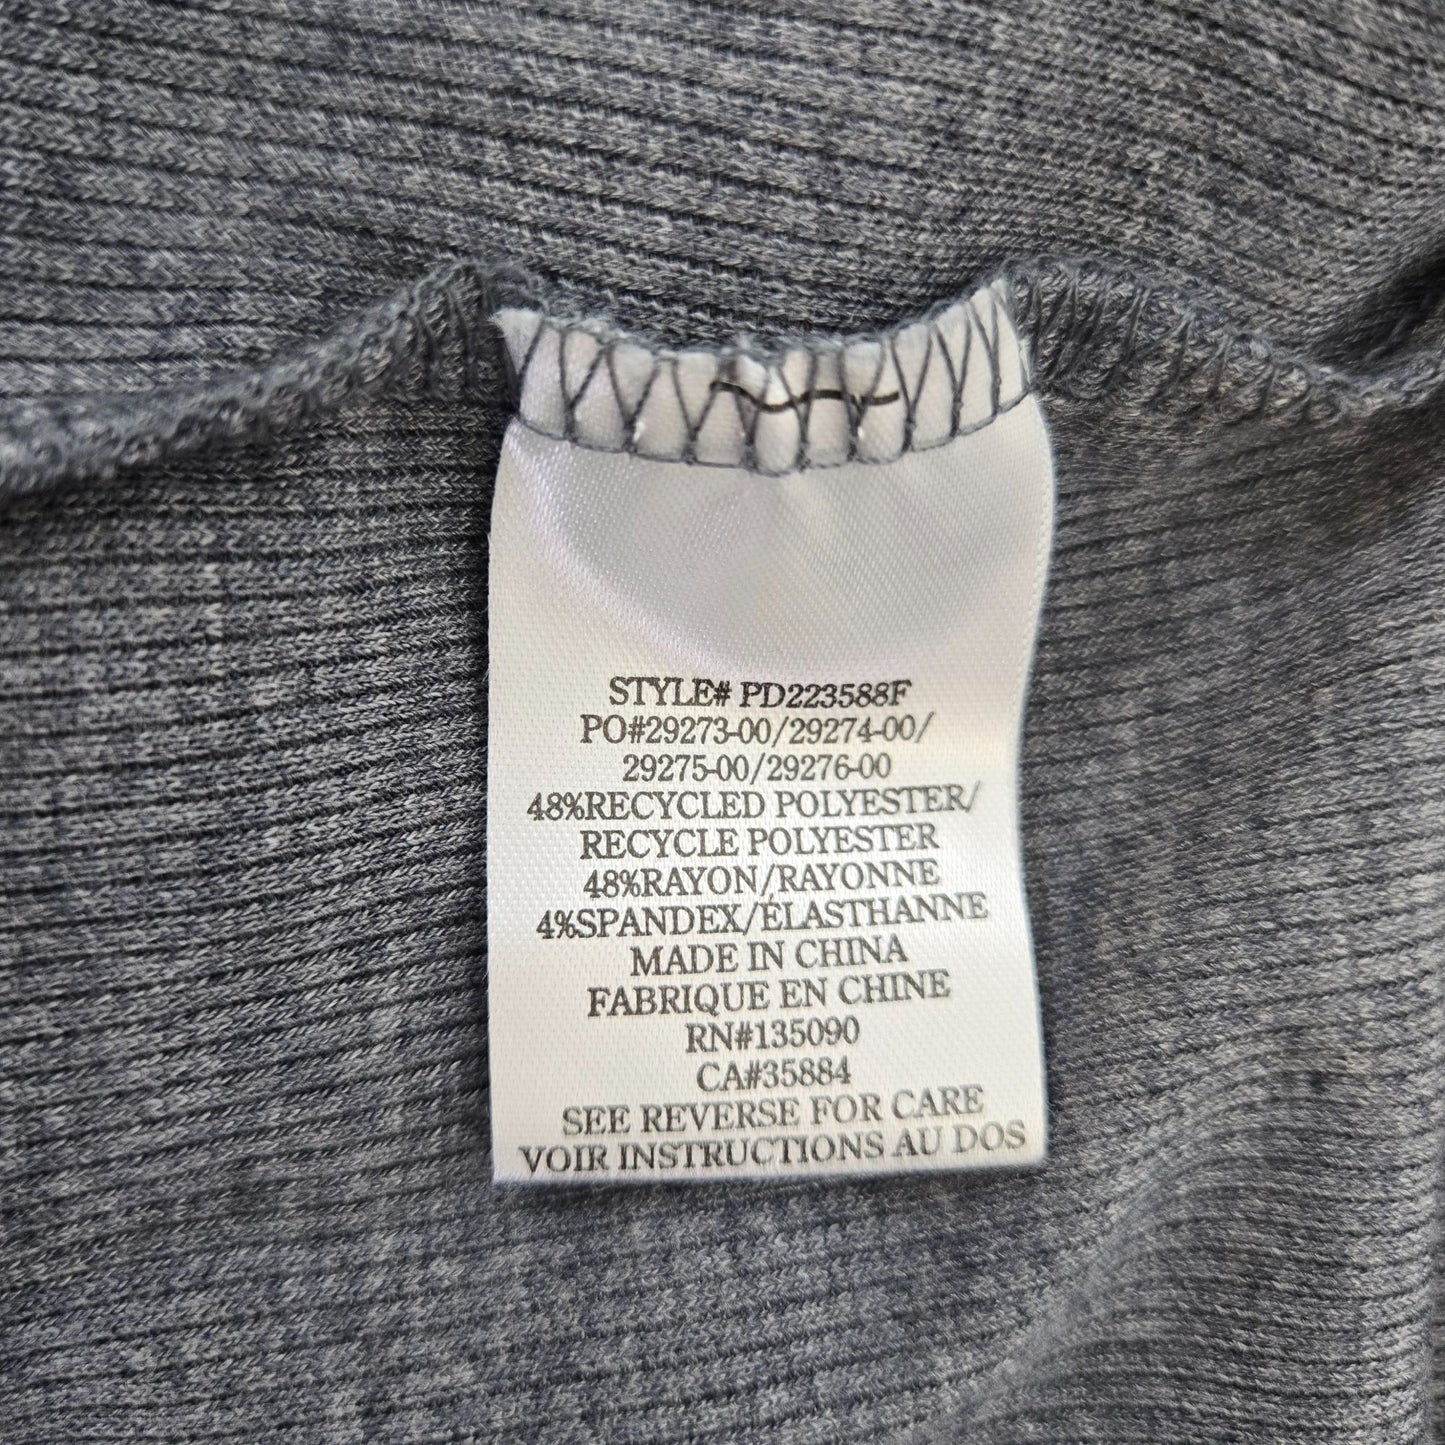 STYLE# PD223588F
PO#29273-00/29274-00/
29275-00/29276-00
48%RECYCLED POLYESTER/
RECYCLE POLYESTER
48%RAYON/RAYONNE
4%SPANDEX/ÉLASTHANNE
MADE IN CHINA
FABRIQUE EN CHINE
RN#135090
CA#35884
SEE REVERSE FOR CARE
VOIR INSTRUCTIONS AU DOS